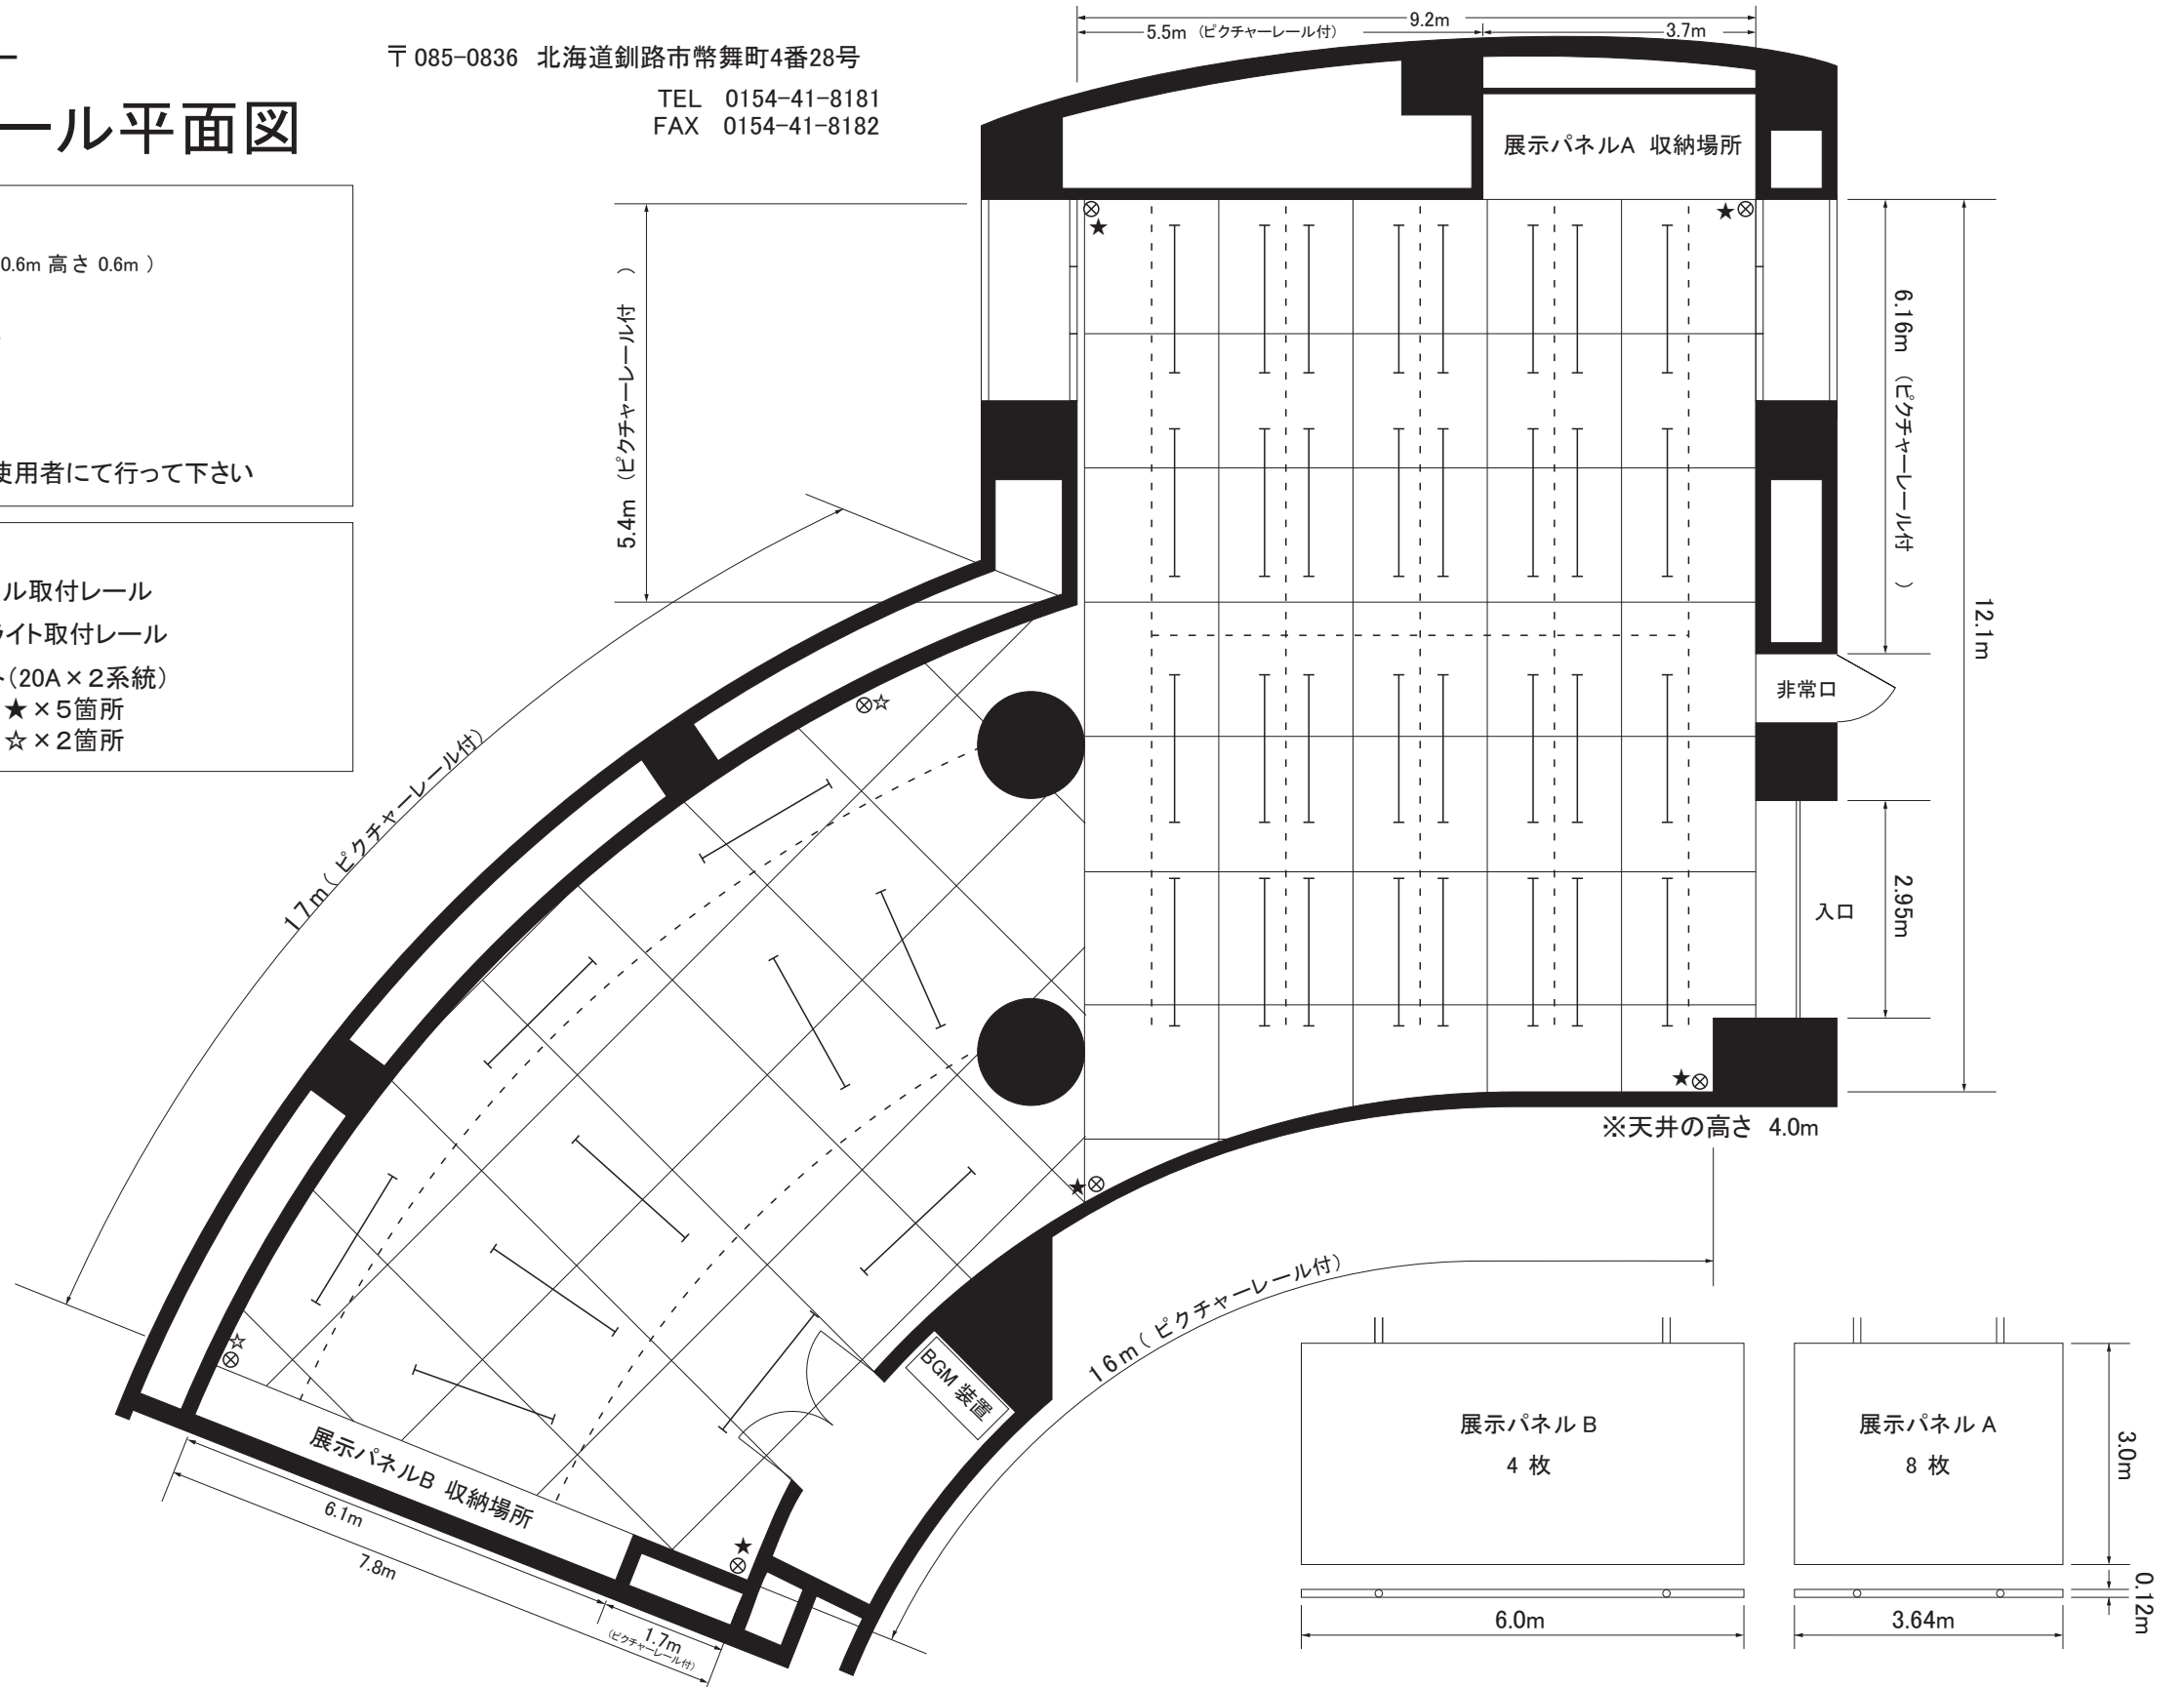 ー
ール平面図
〒085-0836 北海道釧路市幣舞町4番28号
TEL 0154-41-8181
FAX 0154-41-8182
0.6m 高さ 0.6m ）
使用者にて行って下さい
ル取付レール
ライト取付レール
ト（20A×2系統）
★×5箇所
☆×2箇所
9.2m
5.5m （ピクチャーレール付）
3.7m
展示パネルA 収納場所
5.4m （ピクチャーレール付 ）
6.16m （ピクチャーレール付 ）
12.1m
非常口
入口
2.95m
17m（ピクチャーレール付）
※天井の高さ 4.0m
16m（ピクチャーレール付）
BGM 装置
展示パネルB 収納場所
6.1m
7.8m
1.7m
（ピクチャーレール付）
展示パネル B
4 枚
展示パネル A
8 枚
3.0m
0.12m
6.0m
3.64m